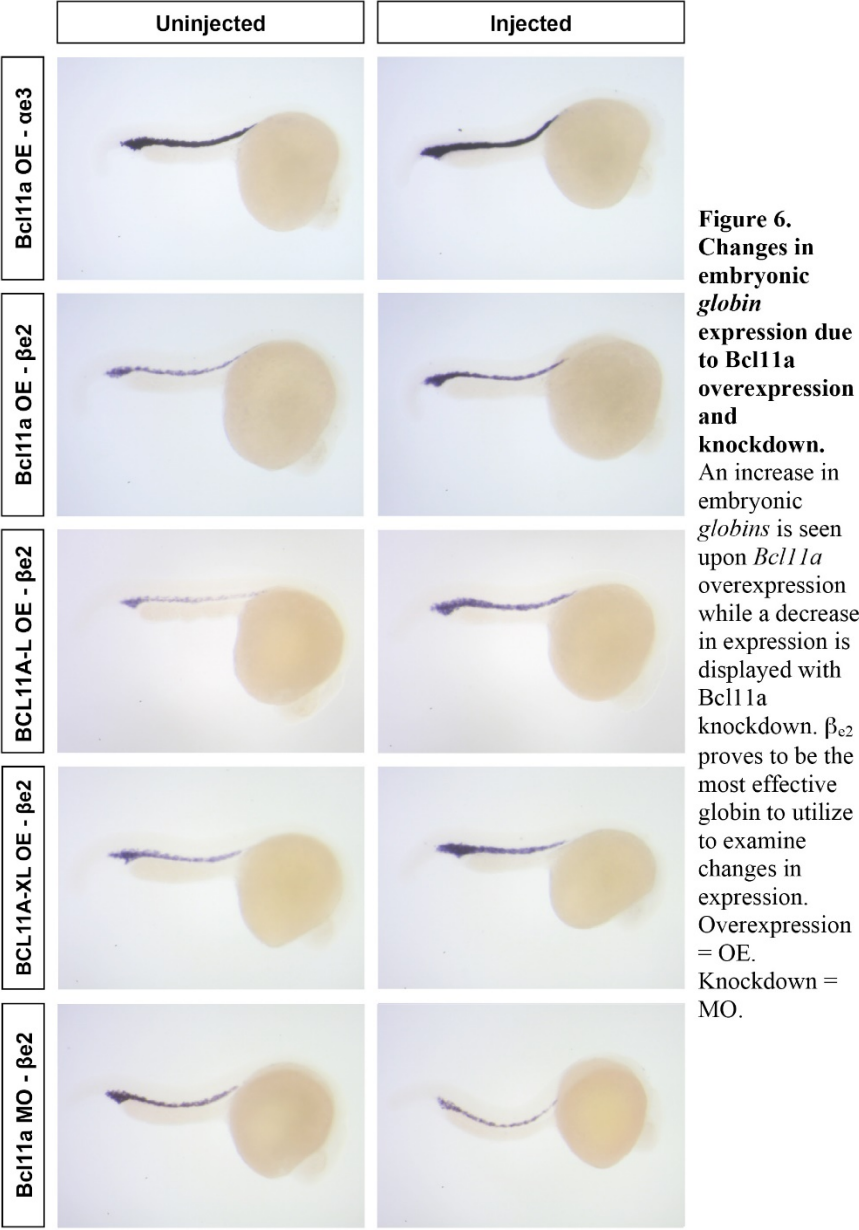 Uninjected
Injected
Bcl11a OE - αe3
Bcl11a OE - βe2
BCL11A-L OE - βe2
BCL11A-XL OE - βe2
Bcl11a MO - βe2
Figure 6.
Changes in
embryonic
globin
expression due
to Bcl11a
overexpression
and
knockdown.
An increase in
embryonic
globins is seen
upon Bcl11a
overexpression
while a decrease
in expression is
displayed with
Bcl11a
knockdown. βe2
proves to be the
most effective
globin to utilize
to examine
changes in
expression.
Overexpression
= OE.
Knockdown =
MO.